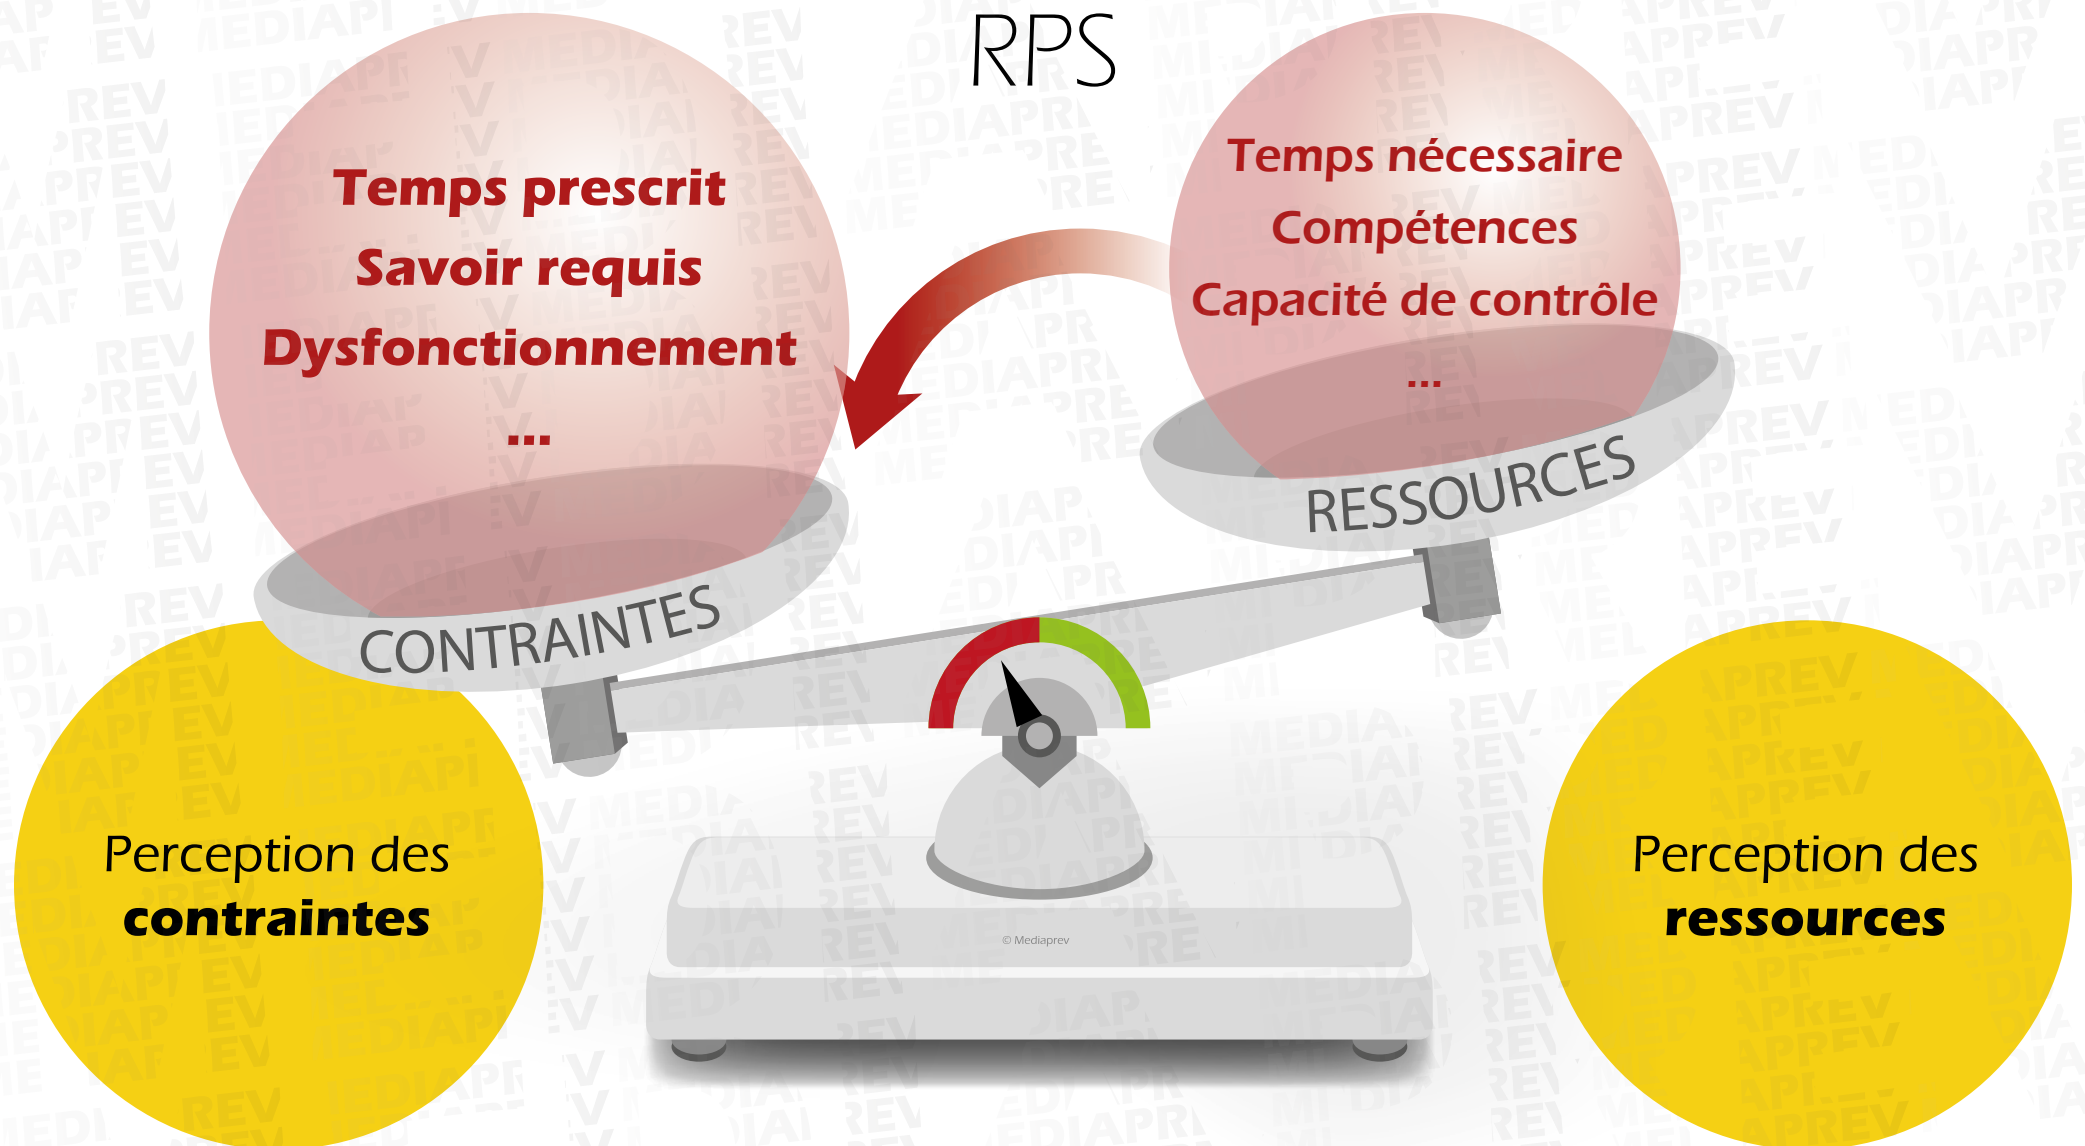 RPS
Temps prescrit
Savoir requis
Dysfonctionnement
...
Temps nécessaire
Compétences
Capacité de contrôle
...
CONTRAINTES
RESSOURCES
Perception des
contraintes
Perception des
ressources
© Mediaprev